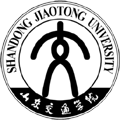 SHANDONG JIAOTONG UNIVERSITY
山东交通学院